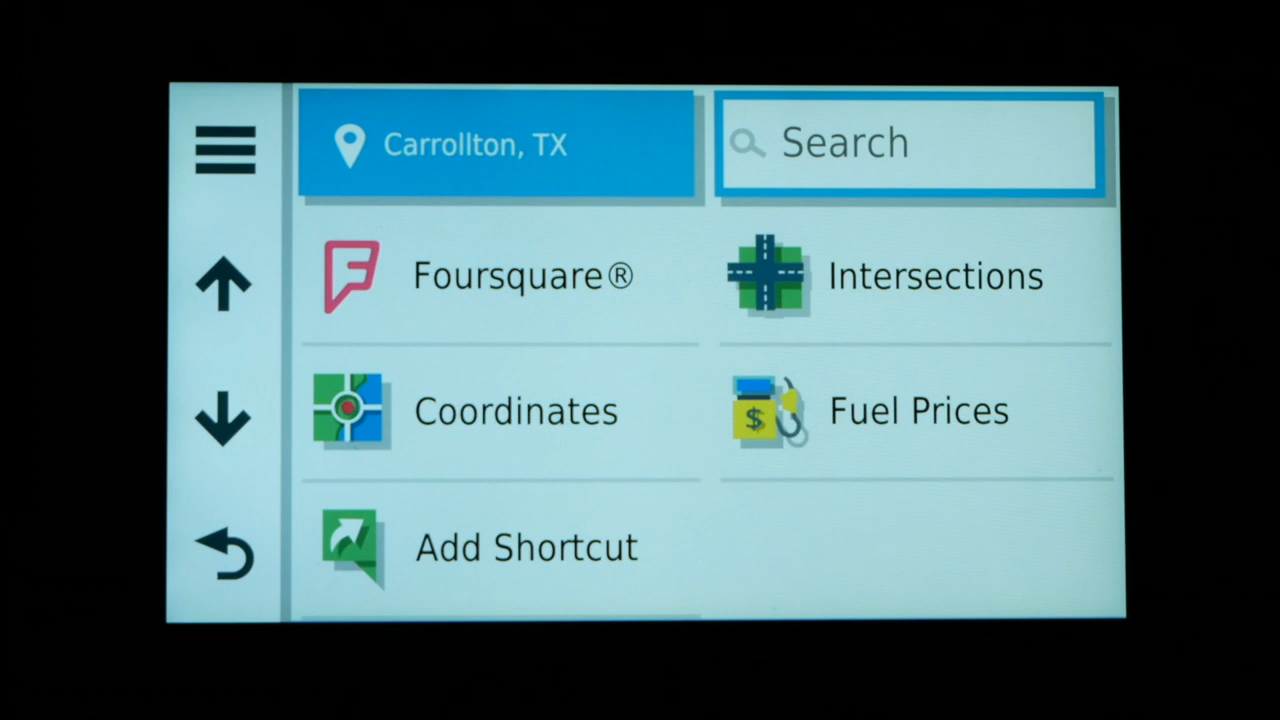 Carrollton, TX
Search
Foursquare®
Intersections
Coordinates
Fuel Prices
$
Add Shortcut